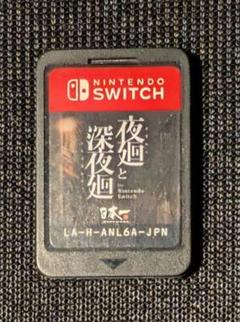 NINTENDO
SWITCH
夜廻と
深夜廻
for
Nintendo
Switch
日本一
LA-H-ANL6A-JPN